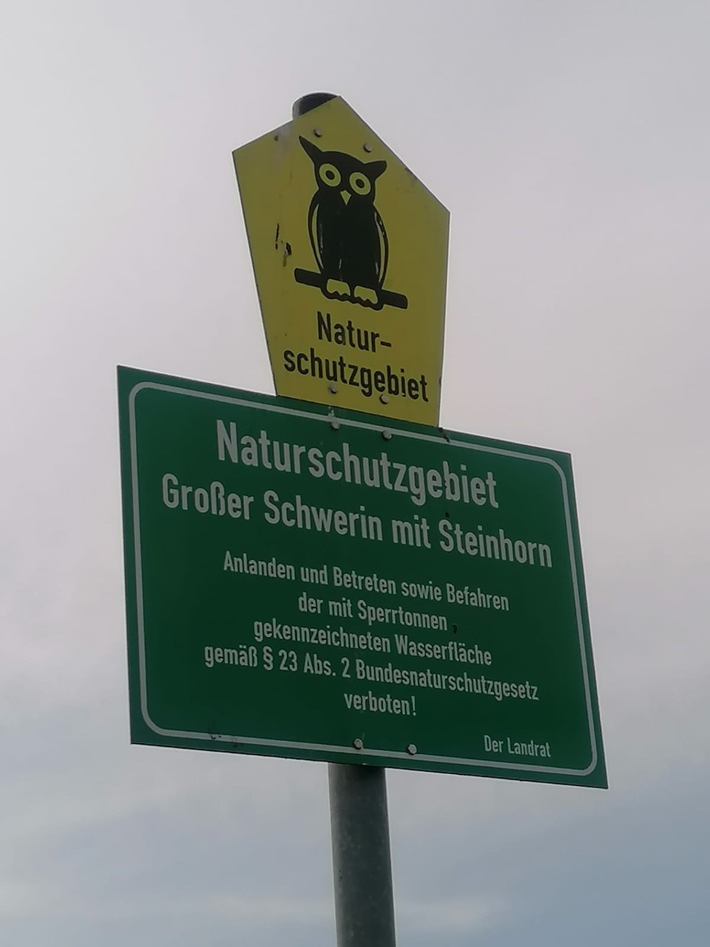 Natur-
schutzgebiet
Naturschutzgebiet
Großer Schwerin mit Steinhorn
Anlanden und Betreten sowie Befahren
der mit Sperrtonnen
gekennzeichneten Wasserfläche
gemäß § 23 Abs. 2 Bundesnaturschutzgesetz
verboten!
Der Landrat